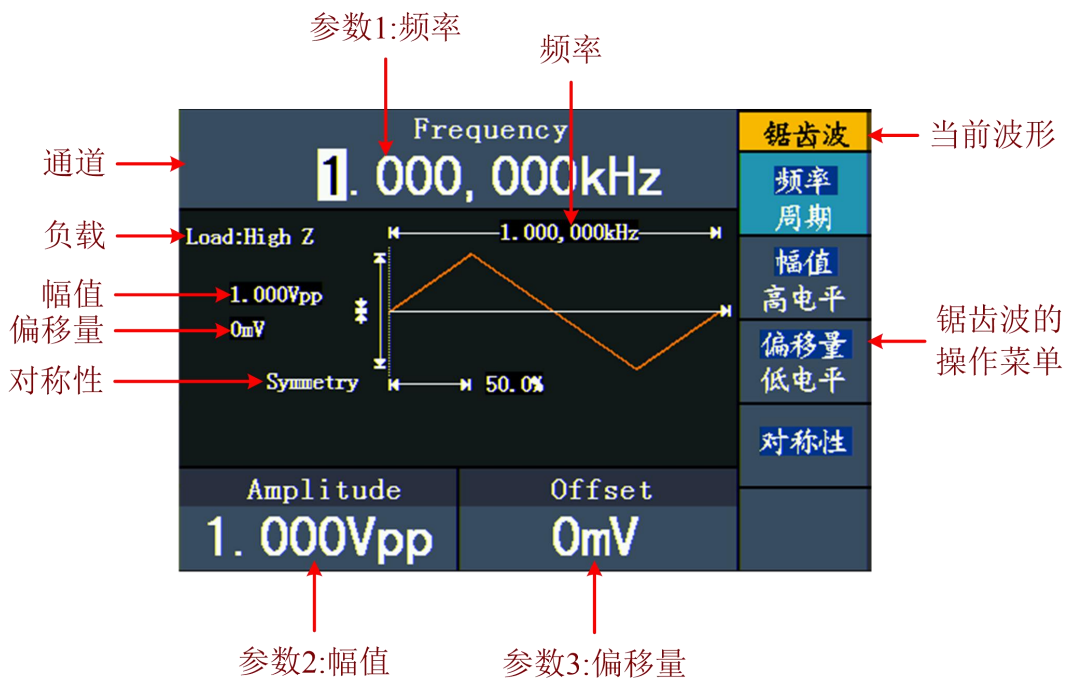 参数1:频率
频率
Frequency
1.000,000kHz
锯齿波
当前波形
通道
频率
周期
负载
Load:High Z
1.000,000kHz
幅值
1.000Vpp
幅值
高电平
偏移量
0mV
偏移量
低电平
锯齿波的
操作菜单
对称性
Symmetry
50.0%
对称性
Amplitude
Offset
1.000Vpp
0mV
参数2:幅值
参数3:偏移量